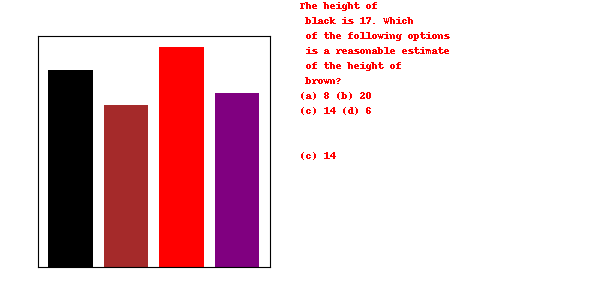 The height of
black is 17. Which
of the following options
is a reasonable estimate
of the height of
brown?
(a) 8 (b) 20
(c) 14 (d) 6
(c) 14